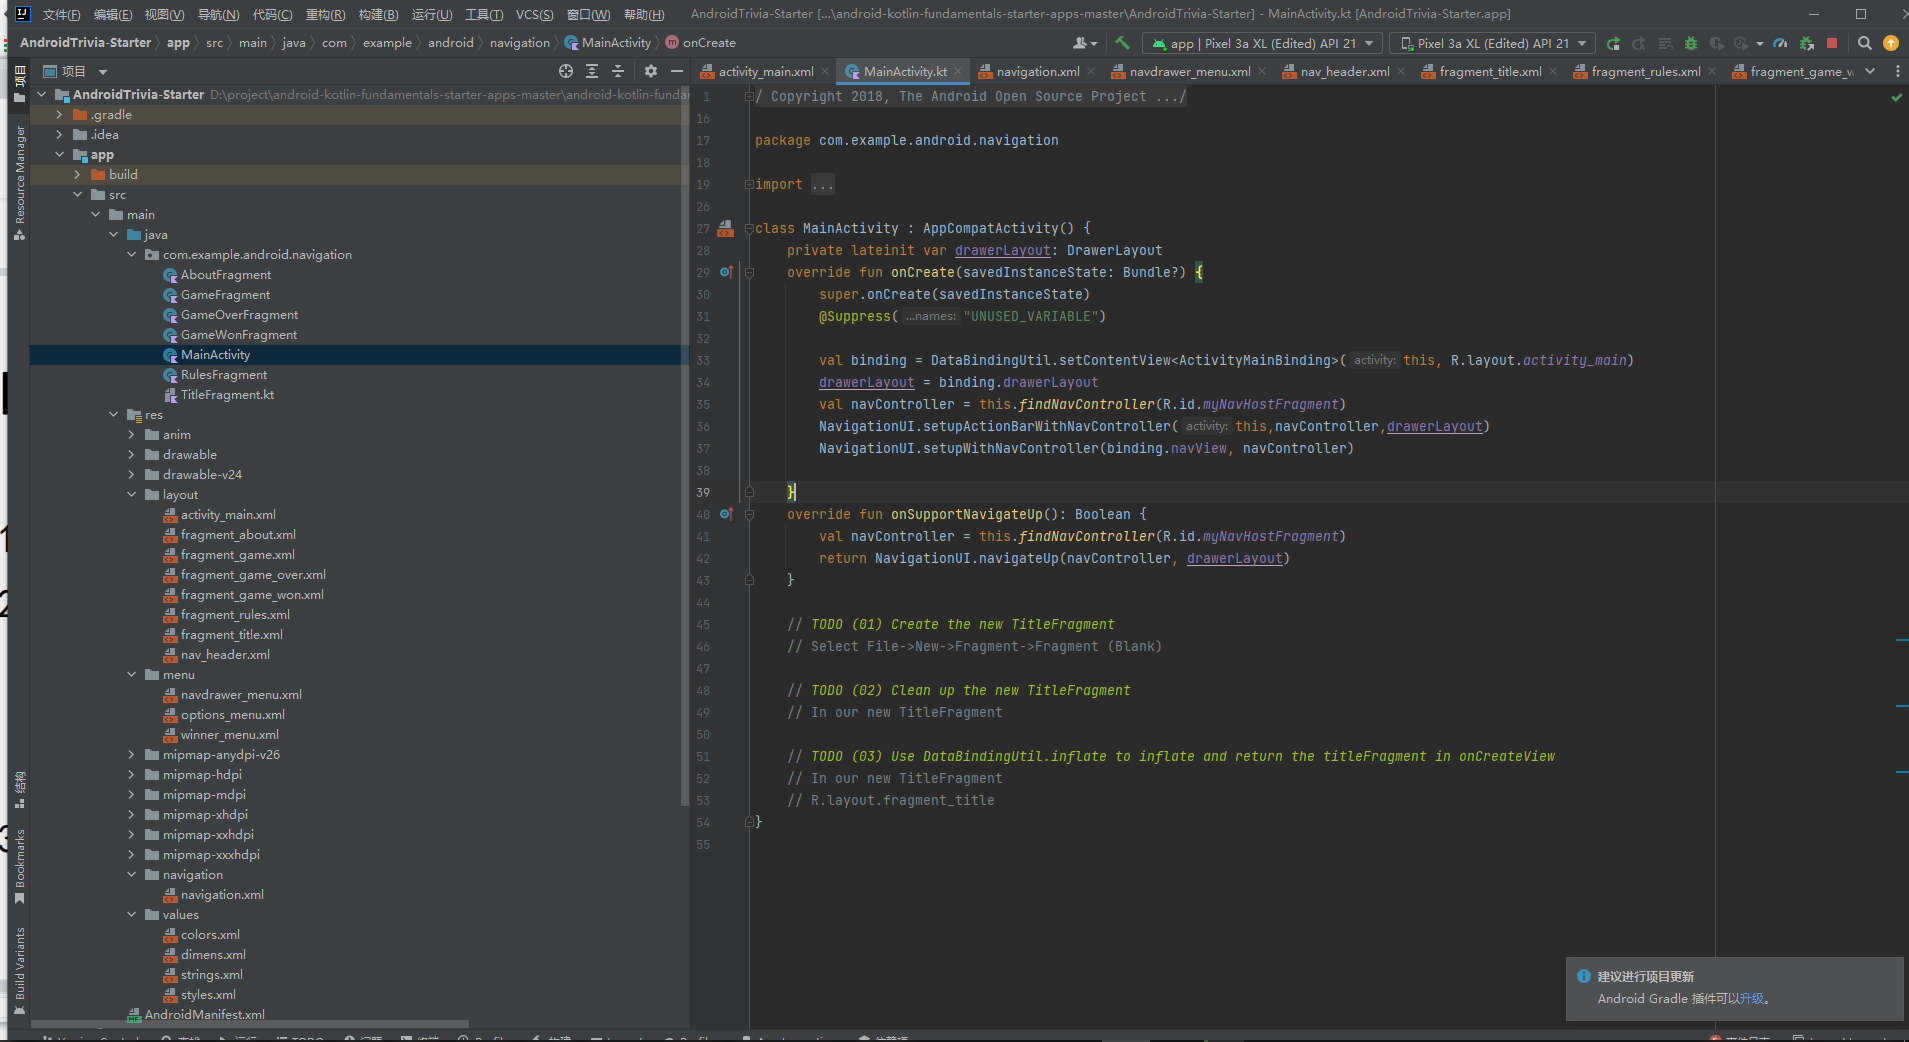 文件(F) 编辑(E) 视图(V) 导航(N) 代码(C) 重构(R) 构建(B) 运行(U) 工具(T) VCS(S) 窗口(W) 帮助(H) AndroidTrivia-Starter [...\android-kotlin-fundamentals-starter-apps-master\AndroidTrivia-Starter] - MainActivity.kt [AndroidTrivia-Starter.app]
AndroidTrivia-Starter app src main java com example android navigation MainActivity onCreate
app | Pixel 3a XL (Edited) API 21 Pixel 3a XL (Edited) API 21
项目
activity_main.xml MainActivity.kt navigation.xml navdrawer_menu.xml nav_header.xml fragment_title.xml fragment_rules.xml fragment_game_
项目
Resource Manager
结构
Bookmarks
Build Variants
AndroidTrivia-Starter D:\project\android-kotlin-fundamentals-starter-apps-master\android-kotlin-fundar
.gradle
.idea
app
build
src
main
java
com.example.android.navigation
AboutFragment
GameFragment
GameOverFragment
GameWonFragment
MainActivity
RulesFragment
TitleFragment.kt
res
anim
drawable
drawable-v24
layout
activity_main.xml
fragment_about.xml
fragment_game.xml
fragment_game_over.xml
fragment_game_won.xml
fragment_rules.xml
fragment_title.xml
nav_header.xml
menu
navdrawer_menu.xml
options_menu.xml
winner_menu.xml
mipmap-anydpi-v26
mipmap-hdpi
mipmap-mdpi
mipmap-xhdpi
mipmap-xxhdpi
mipmap-xxxhdpi
navigation
navigation.xml
values
colors.xml
dimens.xml
strings.xml
styles.xml
AndroidManifest.xml
1 / Copyright 2018, The Android Open Source Project .../
16
17 package com.example.android.navigation
18
19 import ...
26
27 class MainActivity : AppCompatActivity() {
28 private lateinit var drawerLayout: DrawerLayout
29 override fun onCreate(savedInstanceState: Bundle?) {
30 super.onCreate(savedInstanceState)
31 @Suppress( ...names: "UNUSED_VARIABLE")
32
33 val binding = DataBindingUtil.setContentView<ActivityMainBinding>( activity: this, R.layout.activity_main)
34 drawerLayout = binding.drawerLayout
35 val navController = this.findNavController(R.id.myNavHostFragment)
36 NavigationUI.setupActionBarWithNavController( activity: this,navController,drawerLayout)
37 NavigationUI.setupWithNavController(binding.navView, navController)
38
39 }
40 override fun onSupportNavigateUp(): Boolean {
41 val navController = this.findNavController(R.id.myNavHostFragment)
42 return NavigationUI.navigateUp(navController, drawerLayout)
43 }
44
45 // TODO (01) Create the new TitleFragment
46 // Select File->New->Fragment->Fragment (Blank)
47
48 // TODO (02) Clean up the new TitleFragment
49 // In our new TitleFragment
50
51 // TODO (03) Use DataBindingUtil.inflate to inflate and return the titleFragment in onCreateView
52 // In our new TitleFragment
53 // R.layout.fragment_title
54 }
55
建议进行项目更新
Android Gradle 插件可以升级。